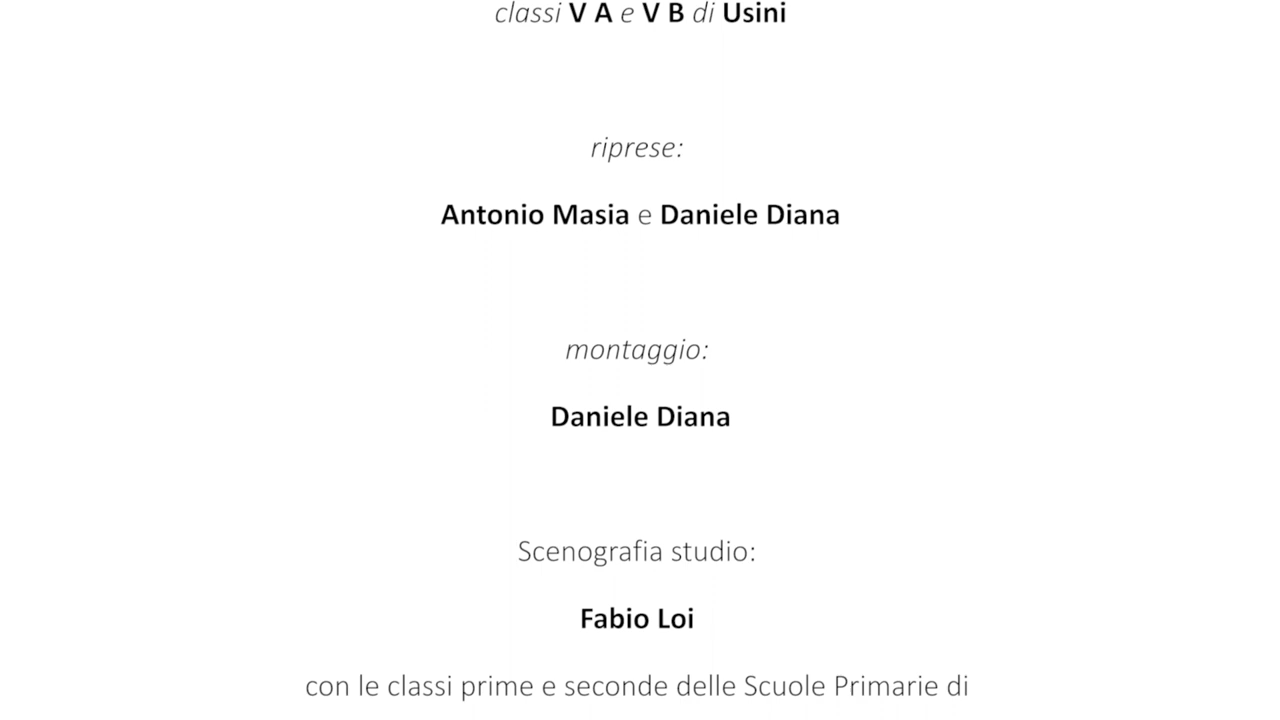 classi V A e V B di Usini
riprese:
Antonio Masia e Daniele Diana
montaggio:
Daniele Diana
Scenografia studio:
Fabio Loi
con le classi prime e seconde delle Scuole Primarie di